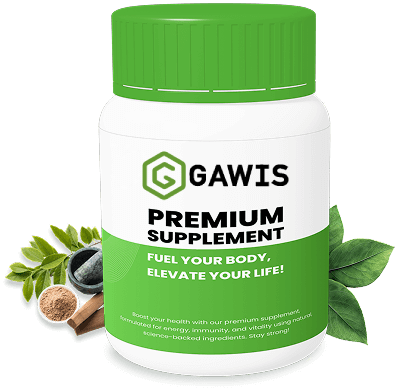 GAWIS
PREMIUM
SUPPLEMENT
FUEL YOUR BODY,
ELEVATE YOUR LIFE!
Boost your health with our premium supplement,
formulated for energy, immunity, and vitality using natural,
science-backed ingredients. Stay strong!